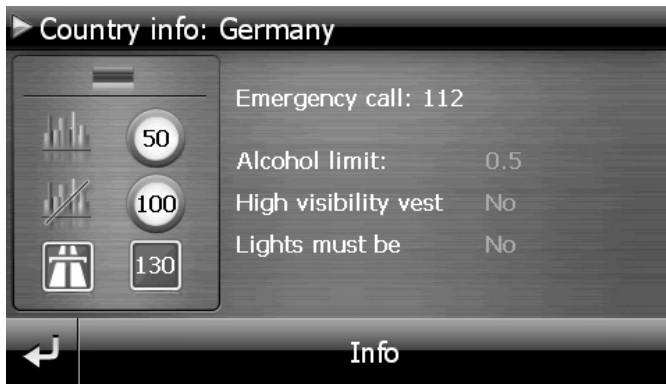 Country info: Germany
Emergency call: 112
50
Alcohol limit: 0.5
100
High visibility vest No
Lights must be No
130
Info